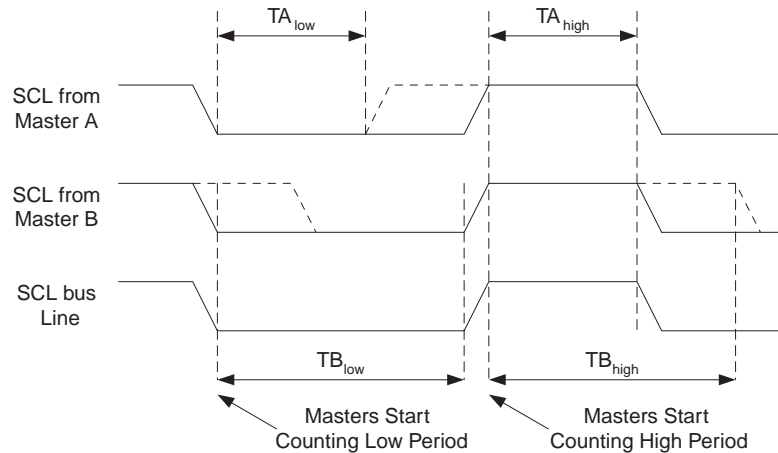 TA low
TA high
SCL from
Master A
SCL from
Master B
SCL bus
Line
TB low
TB high
Masters Start
Counting Low Period
Masters Start
Counting High Period